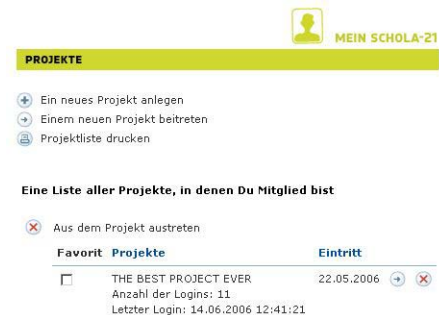 MEIN SCHOLA-21
PROJEKTE
Ein neues Projekt anlegen
Einem neuen Projekt beitreten
Projektliste drucken
Eine Liste aller Projekte, in denen Du Mitglied bist
Aus dem Projekt austreten
Favorit Projekte Eintritt
THE BEST PROJECT EVER 22.05.2006
Anzahl der Logins: 11
Letzter Login: 14.06.2006 12:41:21